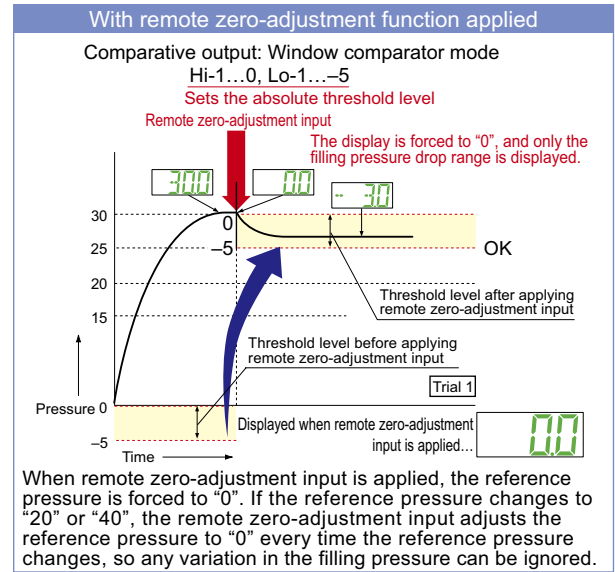 With remote zero-adjustment function applied
Comparative output: Window comparator mode
Hi-1…0, Lo-1…–5
Sets the absolute threshold level
Remote zero-adjustment input
The display is forced to “0”, and only the
filling pressure drop range is displayed.
30.0
0.0
- 3.0
30
0
–5
25
OK
20
15
Threshold level after applying
remote zero-adjustment input
Threshold level before applying
remote zero-adjustment input
Trial 1
Pressure 0
Displayed when remote zero-adjustment
input is applied…
0.0
–5
Time
When remote zero-adjustment input is applied, the reference
pressure is forced to “0”. If the reference pressure changes to
“20” or “40”, the remote zero-adjustment input adjusts the
reference pressure to “0” every time the reference pressure
changes, so any variation in the filling pressure can be ignored.